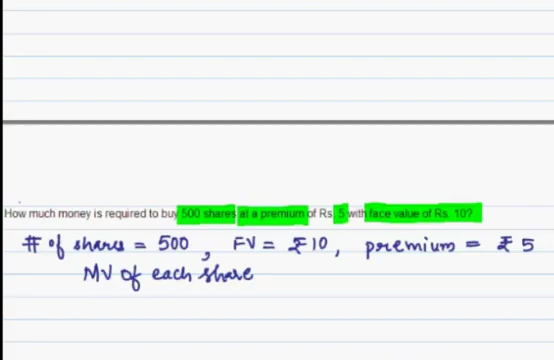 How much money is required to buy 500 shares at a premium of Rs. 5 with face value of Rs. 10?
# of shares = 500 , FV = ₹ 10 , premium = ₹ 5
MV of each share